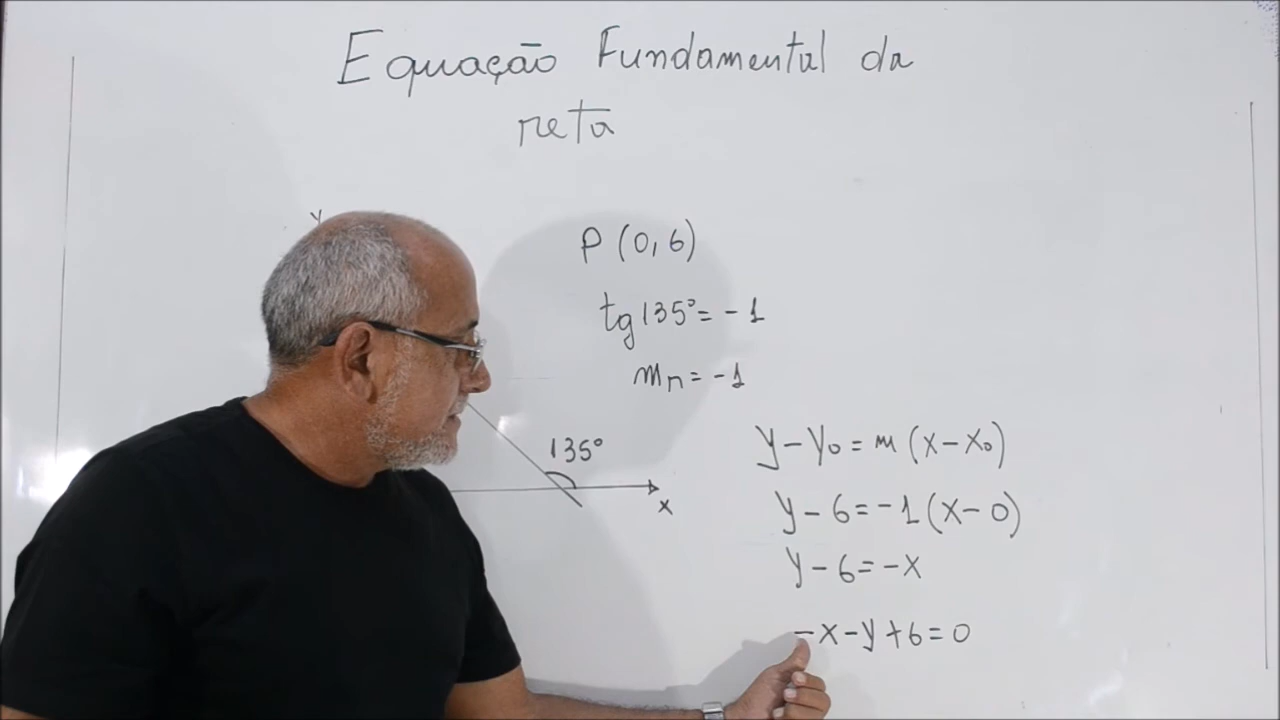 Equação Fundamental da
reta
y
P (0, 6)
tg 135° = - 1
m r = - 1
135°
x
y - y₀ = m (x - x₀)
y - 6 = - 1 (x - 0)
y - 6 = - x
- x - y + 6 = 0